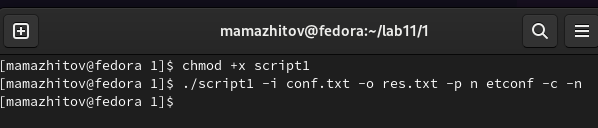 mamazhitov@fedora:~/lab11/1
[mamazhitov@fedora 1]$ chmod +x script1
[mamazhitov@fedora 1]$ ./script1 -i conf.txt -o res.txt -p n etconf -c -n
[mamazhitov@fedora 1]$